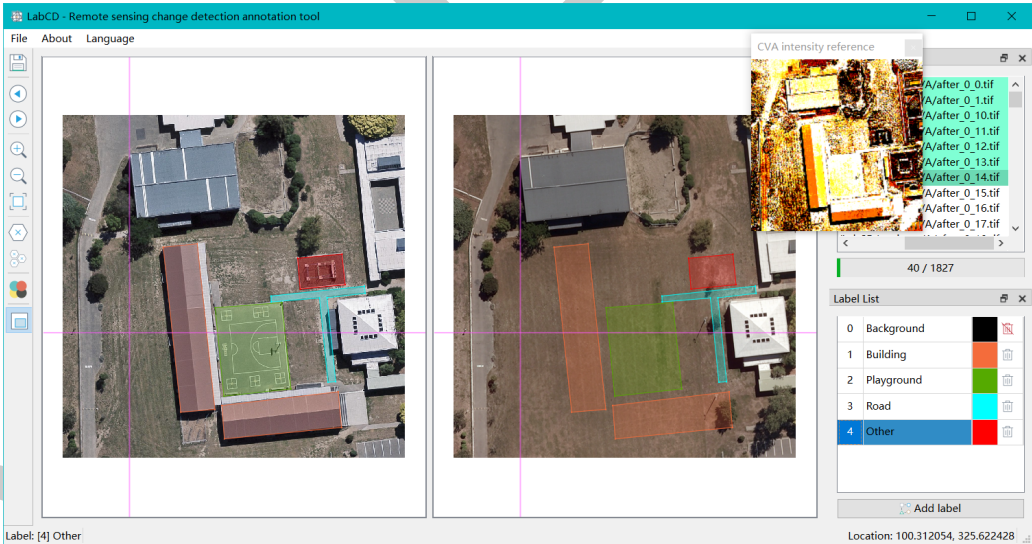 LabCD - Remote sensing change detection annotation tool
File About Language
CVA intensity reference
/A/after_0_0.tif
/A/after_0_1.tif
/A/after_0_10.tif
/A/after_0_11.tif
/A/after_0_12.tif
/A/after_0_13.tif
/A/after_0_14.tif
/A/after_0_15.tif
/A/after_0_16.tif
/A/after_0_17.tif
40 / 1827
Label List
0 Background
1 Building
2 Playground
3 Road
4 Other
Add label
Label: [4] Other
Location: 100.312054, 325.622428